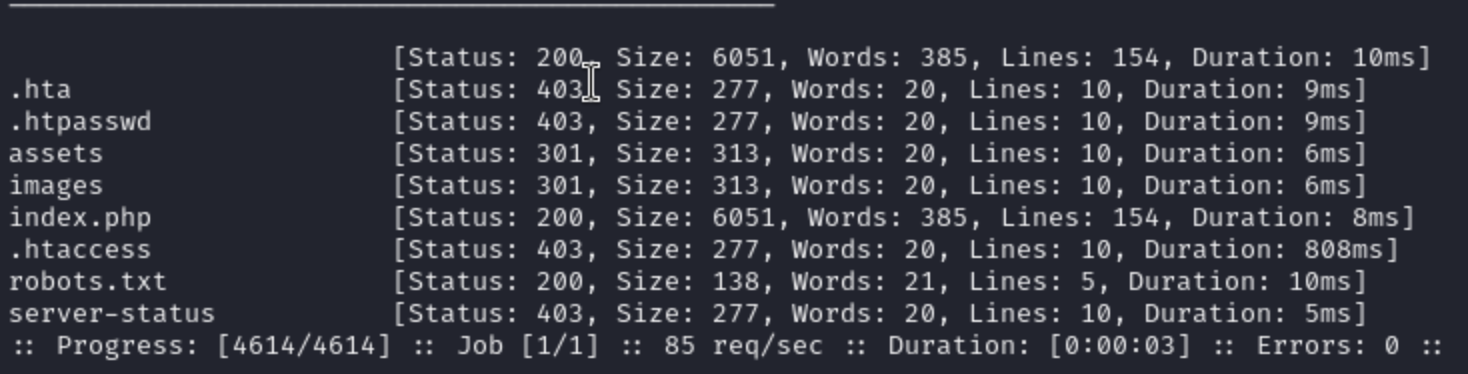 [Status: 200, Size: 6051, Words: 385, Lines: 154, Duration: 10ms]
.hta [Status: 403, Size: 277, Words: 20, Lines: 10, Duration: 9ms]
.htpasswd [Status: 403, Size: 277, Words: 20, Lines: 10, Duration: 9ms]
assets [Status: 301, Size: 313, Words: 20, Lines: 10, Duration: 6ms]
images [Status: 301, Size: 313, Words: 20, Lines: 10, Duration: 6ms]
index.php [Status: 200, Size: 6051, Words: 385, Lines: 154, Duration: 8ms]
.htaccess [Status: 403, Size: 277, Words: 20, Lines: 10, Duration: 808ms]
robots.txt [Status: 200, Size: 138, Words: 21, Lines: 5, Duration: 10ms]
server-status [Status: 403, Size: 277, Words: 20, Lines: 10, Duration: 5ms]
:: Progress: [4614/4614] :: Job [1/1] :: 85 req/sec :: Duration: [0:00:03] :: Errors: 0 ::